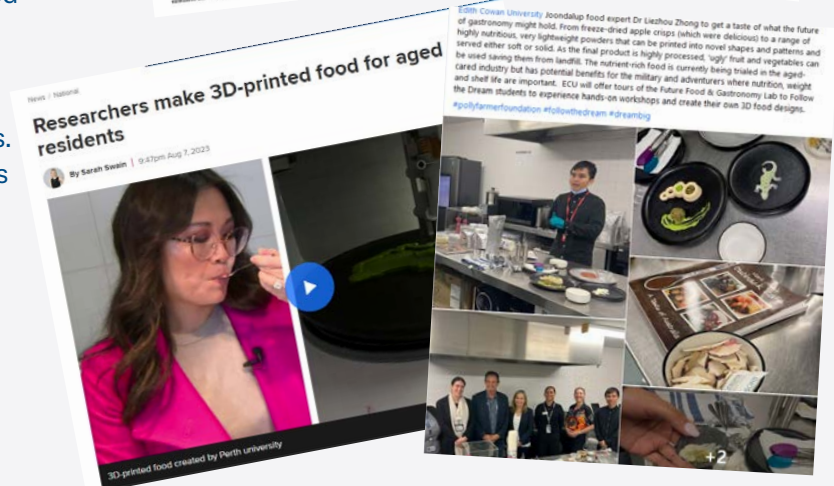 s.
s
News / National
Researchers make 3D-printed food for aged
residents
By Sarah Swain | 9:47pm Aug 7, 2023
3D-printed food created by Perth university
Edith Cowan University Joondalup food expert Dr Liezhou Zhong to get a taste of what the future
of gastronomy might hold. From freeze-dried apple crisps (which were delicious) to a range of
highly nutritious, very lightweight powders that can be printed into novel shapes and patterns and
served either soft or solid. As the final product is highly processed, 'ugly' fruit and vegetables can
be used saving them from landfill. The nutrient-rich food is currently being trialed in the aged-
cared industry but has potential benefits for the military and adventurers where nutrition, weight
and shelf life are important. ECU will offer tours of the Future Food & Gastronomy Lab to Follow
the Dream students to experience hands-on workshops and create their own 3D food designs.
#pollyfarmerfoundation #followthedream #dreambig
+2